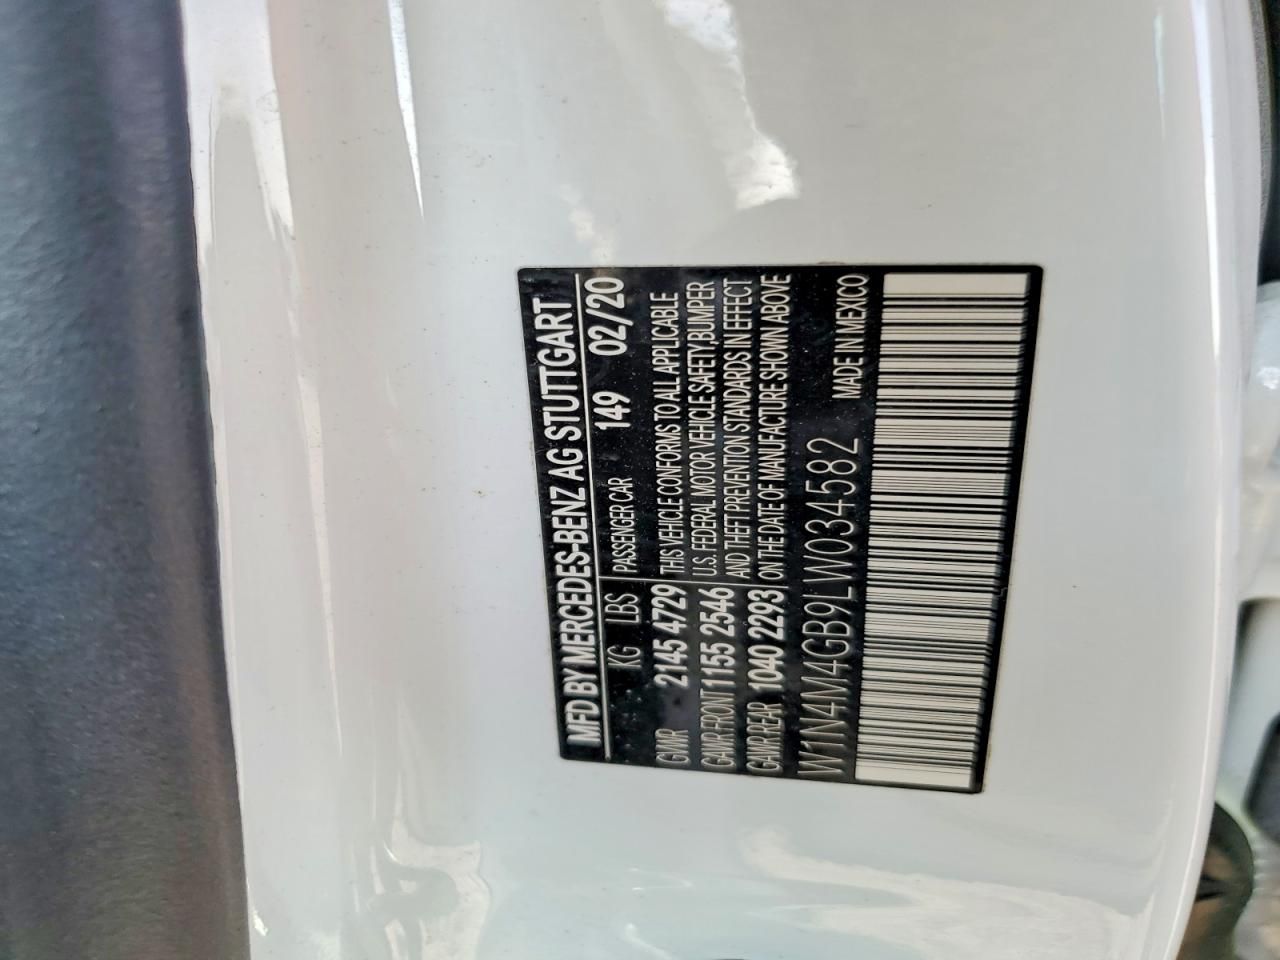 MFD BY MERCEDES-BENZ AG STUTTGART
KG LBS PASSENGER CAR 149 02/20
GWR 2145 4729 THIS VEHICLE CONFORMS TO ALL APPLICABLE
GAWR-FRONT 1155 2546 U.S. FEDERAL MOTOR VEHICLE SAFETY, BUMPER
GAWR-REAR 1040 2293 AND THEFT PREVENTION STANDARDS IN EFFECT
ON THE DATE OF MANUFACTURE SHOWN ABOVE
W1N4M4GB9LW034582 MADE IN MEXICO